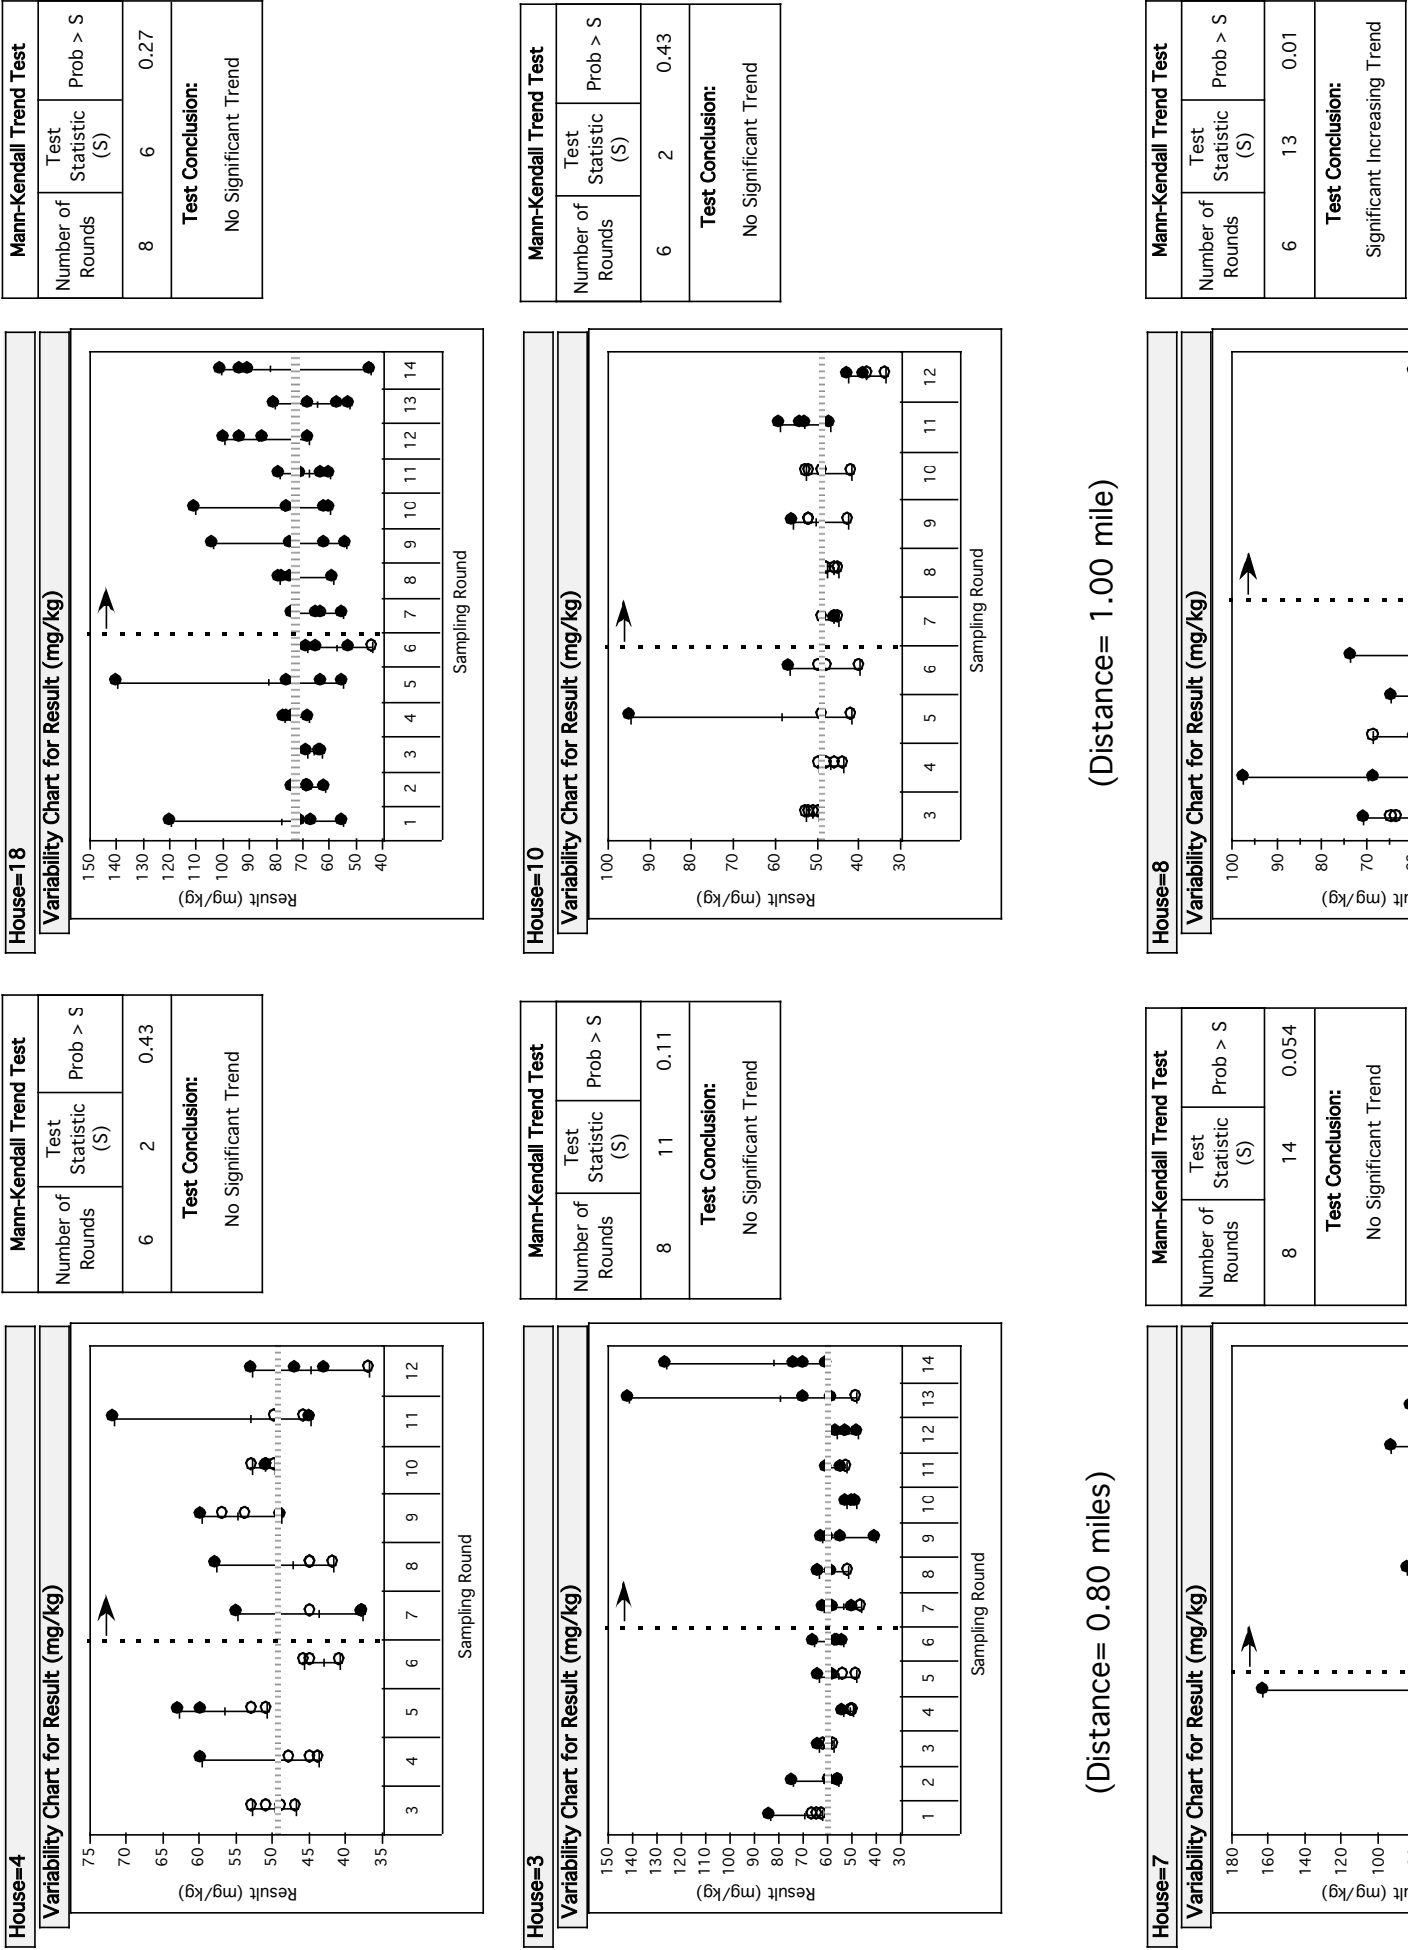 House=4
Variability Chart for Result (mg/kg)
Result (mg/kg)
75
70
65
60
55
50
45
40
35
3 4 5 6 7 8 9 10 11 12
Sampling Round
Mann-Kendall Trend Test
Number of Rounds
Test Statistic (S)
Prob > S
6 2 0.43
Test Conclusion:
No Significant Trend
House=18
Variability Chart for Result (mg/kg)
Result (mg/kg)
150
140
130
120
110
100
90
80
70
60
50
40
1 2 3 4 5 6 7 8 9 10 11 12 13 14
Sampling Round
Mann-Kendall Trend Test
Number of Rounds
Test Statistic (S)
Prob > S
8 6 0.27
Test Conclusion:
No Significant Trend
House=3
Variability Chart for Result (mg/kg)
Result (mg/kg)
150
140
130
120
110
100
90
80
70
60
50
40
30
1 2 3 4 5 6 7 8 9 10 11 12 13 14
Sampling Round
Mann-Kendall Trend Test
Number of Rounds
Test Statistic (S)
Prob > S
8 11 0.11
Test Conclusion:
No Significant Trend
House=10
Variability Chart for Result (mg/kg)
Result (mg/kg)
100
90
80
70
60
50
40
30
3 4 5 6 7 8 9 10 11 12
Sampling Round
Mann-Kendall Trend Test
Number of Rounds
Test Statistic (S)
Prob > S
6 2 0.43
Test Conclusion:
No Significant Trend
(Distance= 0.80 miles)
(Distance= 1.00 mile)
House=7
Variability Chart for Result (mg/kg)
(mg/kg)
180
160
140
120
100
Mann-Kendall Trend Test
Number of Rounds
Test Statistic (S)
Prob > S
8 14 0.054
Test Conclusion:
No Significant Trend
House=8
Variability Chart for Result (mg/kg)
(mg/kg)
100
90
80
70
Mann-Kendall Trend Test
Number of Rounds
Test Statistic (S)
Prob > S
6 13 0.01
Test Conclusion:
Significant Increasing Trend